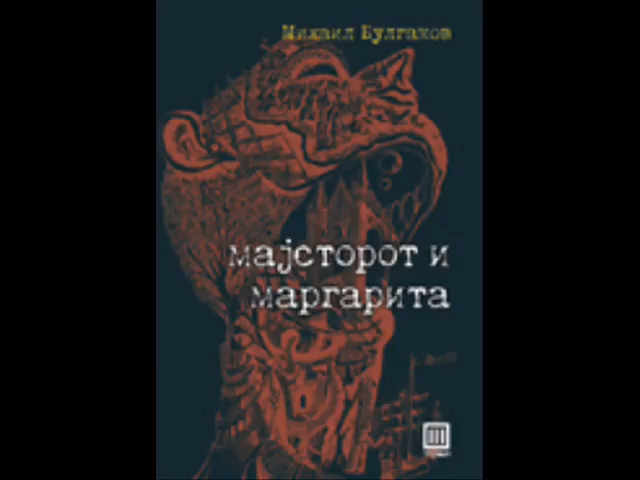 Михаил Булгаков
мајсторот и
маргарита